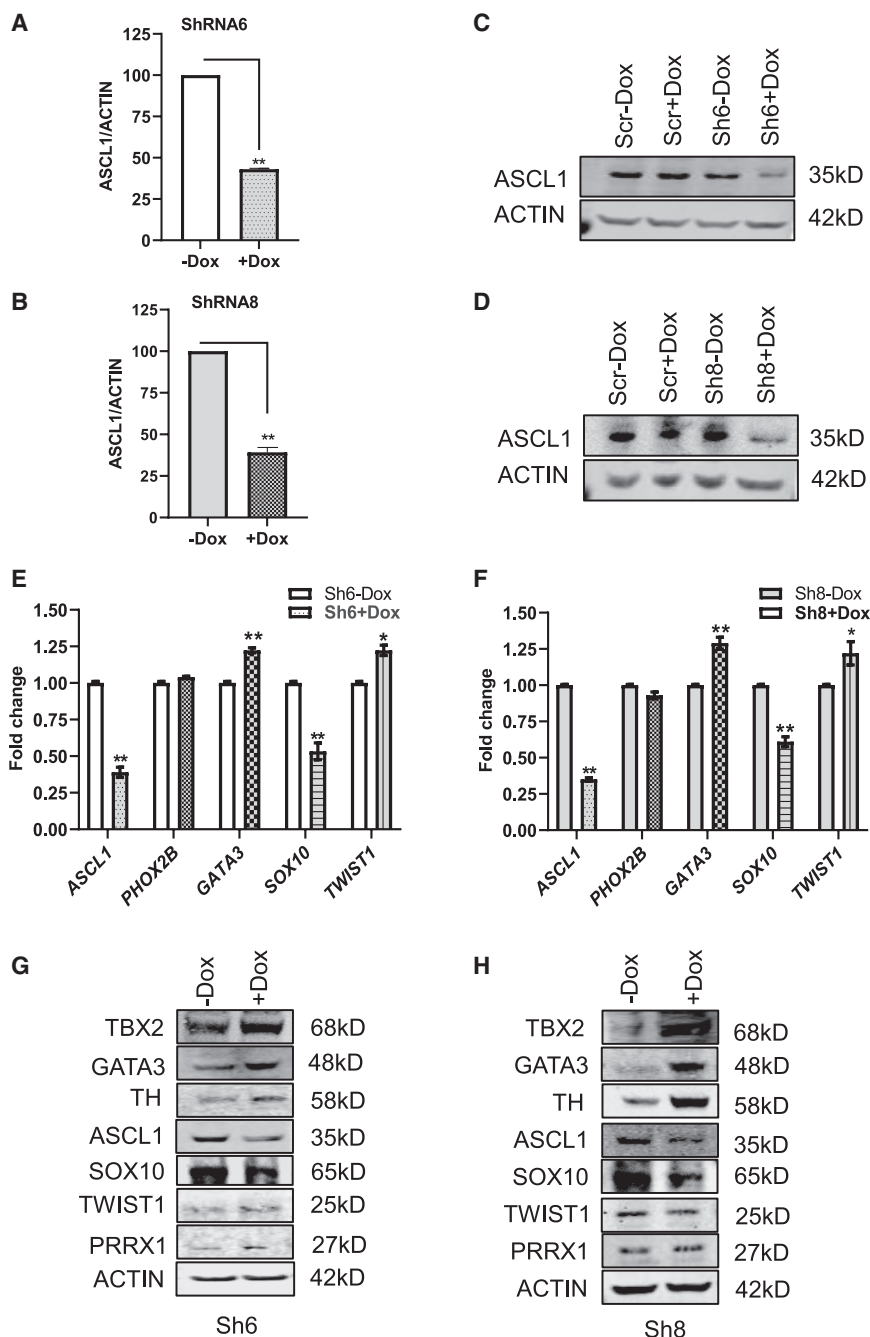 A
ShRNA6
ASCL1/ACTIN
125
100
75
50
25
0
**
-Dox +Dox
B
ShRNA8
ASCL1/ACTIN
125
100
75
50
25
0
**
-Dox +Dox
C
Scr-Dox
Scr+Dox
Sh6-Dox
Sh6+Dox
ASCL1 35kD
ACTIN 42kD
D
Scr-Dox
Scr+Dox
Sh8-Dox
Sh8+Dox
ASCL1 35kD
ACTIN 42kD
E
Sh6-Dox
Sh6+Dox
Fold change
1.50
1.25
1.00
0.75
0.50
0.25
0.00
** ** ** *
ASCL1 PHOX2B GATA3 SOX10 TWIST1
F
Sh8-Dox
Sh8+Dox
Fold change
1.50
1.25
1.00
0.75
0.50
0.25
0.00
** ** ** *
ASCL1 PHOX2B GATA3 SOX10 TWIST1
G
-Dox +Dox
TBX2 68kD
GATA3 48kD
TH 58kD
ASCL1 35kD
SOX10 65kD
TWIST1 25kD
PRRX1 27kD
ACTIN 42kD
Sh6
H
-Dox +Dox
TBX2 68kD
GATA3 48kD
TH 58kD
ASCL1 35kD
SOX10 65kD
TWIST1 25kD
PRRX1 27kD
ACTIN 42kD
Sh8